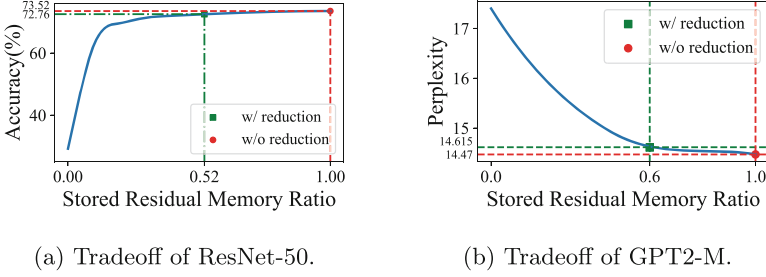 73.52
72.76
60
40
Accuracy(%)
w/ reduction
w/o reduction
0.00
0.52
1.00
Stored Residual Memory Ratio
(a) Tradeoff of ResNet-50.
17
16
15
14.615
14.47
Perplexity
w/ reduction
w/o reduction
0.0
0.6
1.0
Stored Residual Memory Ratio
(b) Tradeoff of GPT2-M.